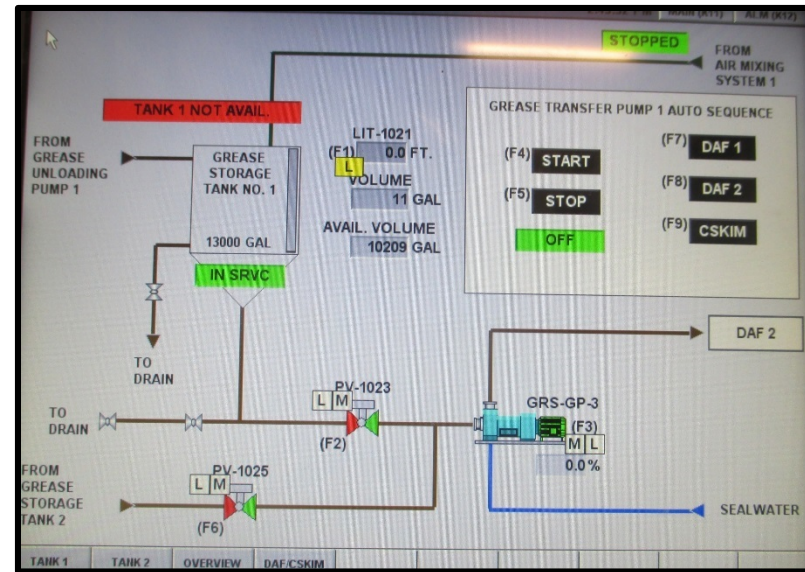 MAIN (K11)
ALM (K12)
STOPPED
FROM
AIR MIXING
SYSTEM 1
TANK 1 NOT AVAIL.
FROM
GREASE
UNLOADING
PUMP 1
GREASE
STORAGE
TANK NO. 1
13000 GAL
IN SRVC
LIT-1021
(F1) 0.0 FT.
L
VOLUME
11 GAL
AVAIL. VOLUME
10209 GAL
GREASE TRANSFER PUMP 1 AUTO SEQUENCE
(F4) START
(F5) STOP
OFF
(F7) DAF 1
(F8) DAF 2
(F9) CSKIM
TO
DRAIN
DAF 2
PV-1023
L M
(F2)
GRS-GP-3
(F3)
M L
0.0%
TO
DRAIN
FROM
GREASE
STORAGE
TANK 2
PV-1025
L M
(F6)
SEALWATER
TANK 1
TANK 2
OVERVIEW
DAF/CSKIM